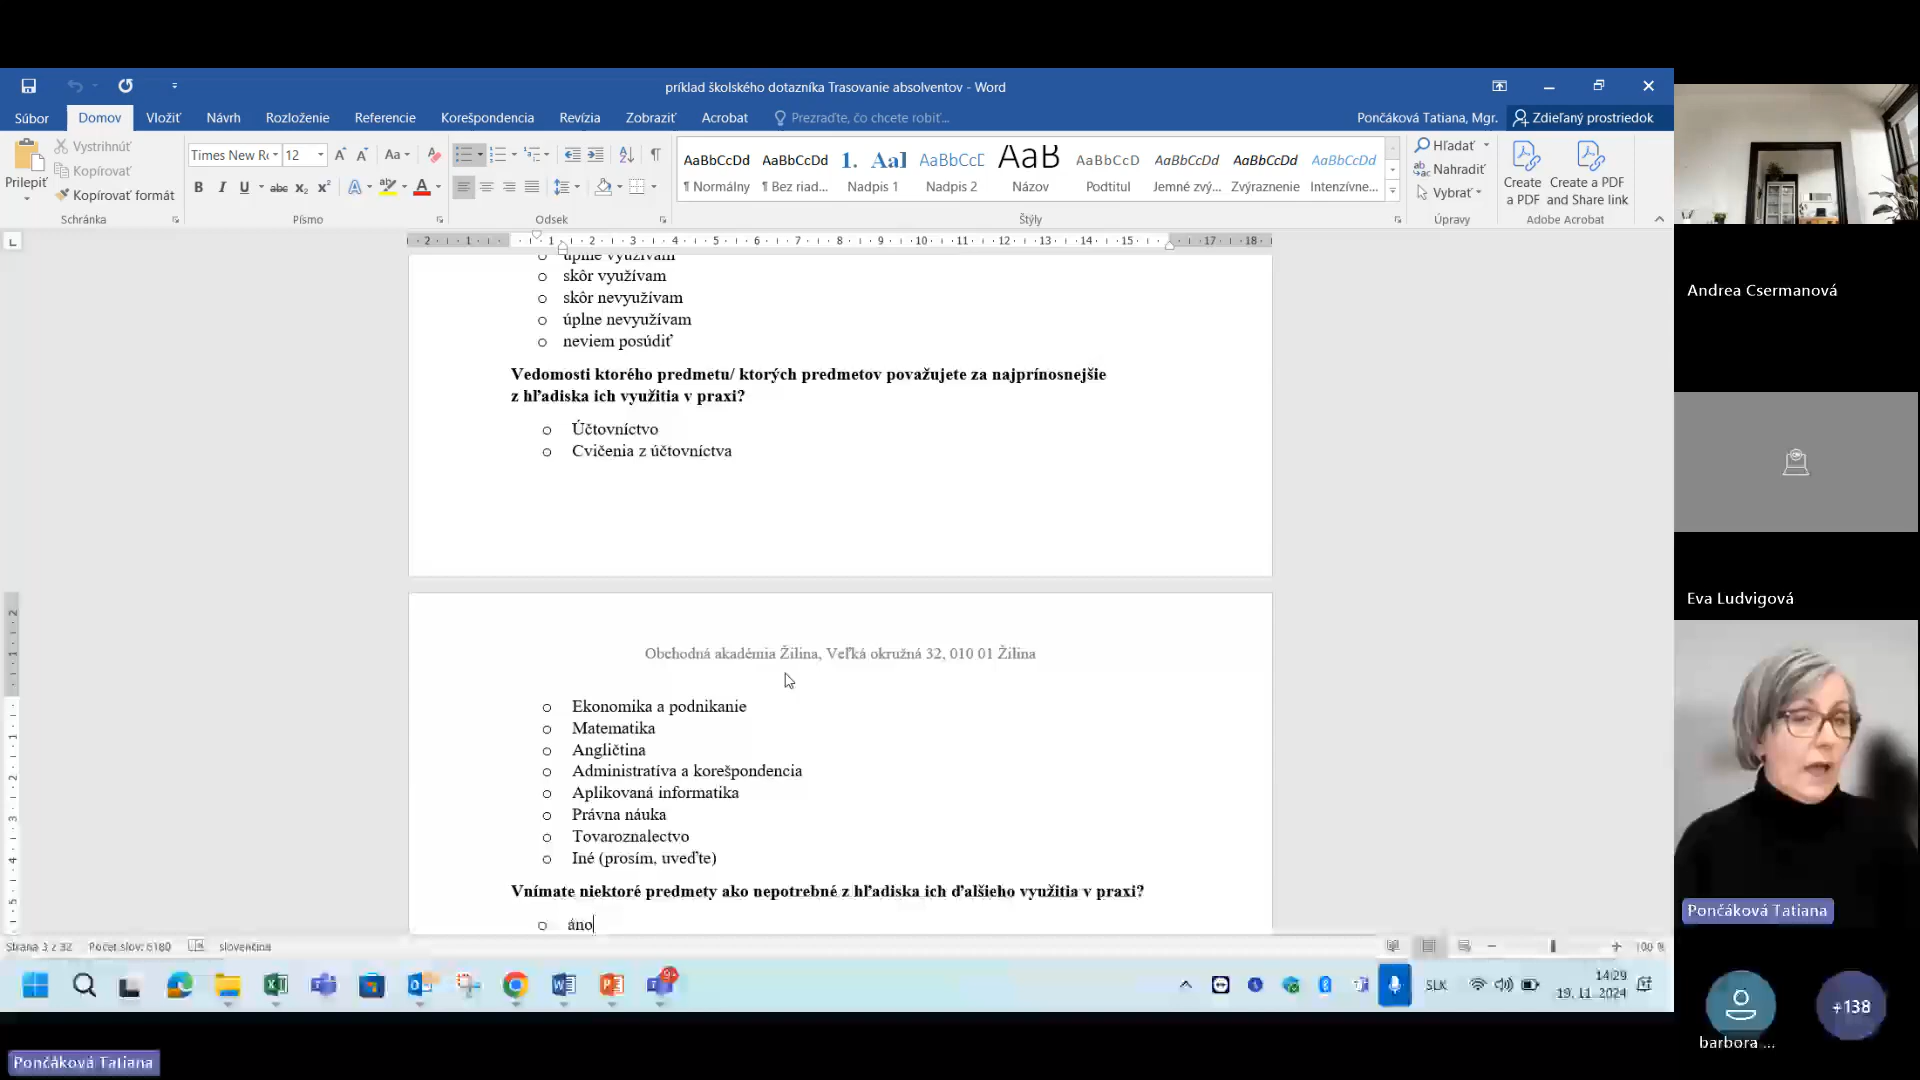 príklad školského dotazníka Trasovanie absolventov - Word
Súbor Domov Vložiť Návrh Rozloženie Referencie Korešpondencia Revízia Zobraziť Acrobat Prezraďte, čo chcete robiť... Pončáková Tatiana, Mgr. Zdieľaný prostriedok
Prilepiť
Vystrihnúť
Kopírovať
Kopírovať formát
Schránka
Times New Rc 12
Písmo
Odsek
AaBbCcDd AaBbCcDd 1. Aa] AaBbCcC AaB AaBbCcD AaBbCcDd AaBbCcDd AaBbCcDd
¶ Normálny ¶ Bez riad... Nadpis 1 Nadpis 2 Názov Podtitul Jemné zvý... Zvýraznenie Intenzívne...
Štýly
Hľadať
Nahradiť
Vybrať
Úpravy
Create a PDF
Create a PDF and Share link
Adobe Acrobat
úplne využívam
skôr využívam
skôr nevyužívam
úplne nevyužívam
neviem posúdiť
Vedomosti ktorého predmetu/ ktorých predmetov považujete za najprínosnejšie
z hľadiska ich využitia v praxi?
Účtovníctvo
Cvičenia z účtovníctva
Obchodná akadémia Žilina, Veľká okružná 32, 010 01 Žilina
Ekonomika a podnikanie
Matematika
Angličtina
Administratíva a korešpondencia
Aplikovaná informatika
Právna náuka
Tovaroznalectvo
Iné (prosím, uveďte)
Vnímate niektoré predmety ako nepotrebné z hľadiska ich ďalšieho využitia v praxi?
áno
Strana 3 z 32 Počet slov: 6180 slovenčina 100 %
SLK
14:29
19. 11. 2024
Andrea Csermanová
Eva Ludvigová
Pončáková Tatiana
+138
barbora ...
Pončáková Tatiana